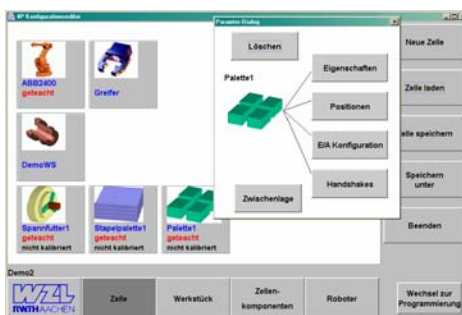 4P Konfigurationseditor
Parameter Dialog
Löschen
Palette1
Eigenschaften
Positionen
E/A Konfiguration
Handshakes
Zwischenlage
ABB2400
geteacht
Greifer
DemoWS
Spannfutter1
geteacht
nicht kalibriert
Stapelpalette1
geteacht
nicht kalibriert
Palette1
geteacht
nicht kalibriert
Neue Zelle
Zelle laden
elle speichern
Speichern
unter
Beenden
Demo2
WZL
RWTH AACHEN
Zelle
Werkstück
Zellen-
komponenten
Roboter
Wechsel zur
Programmierung